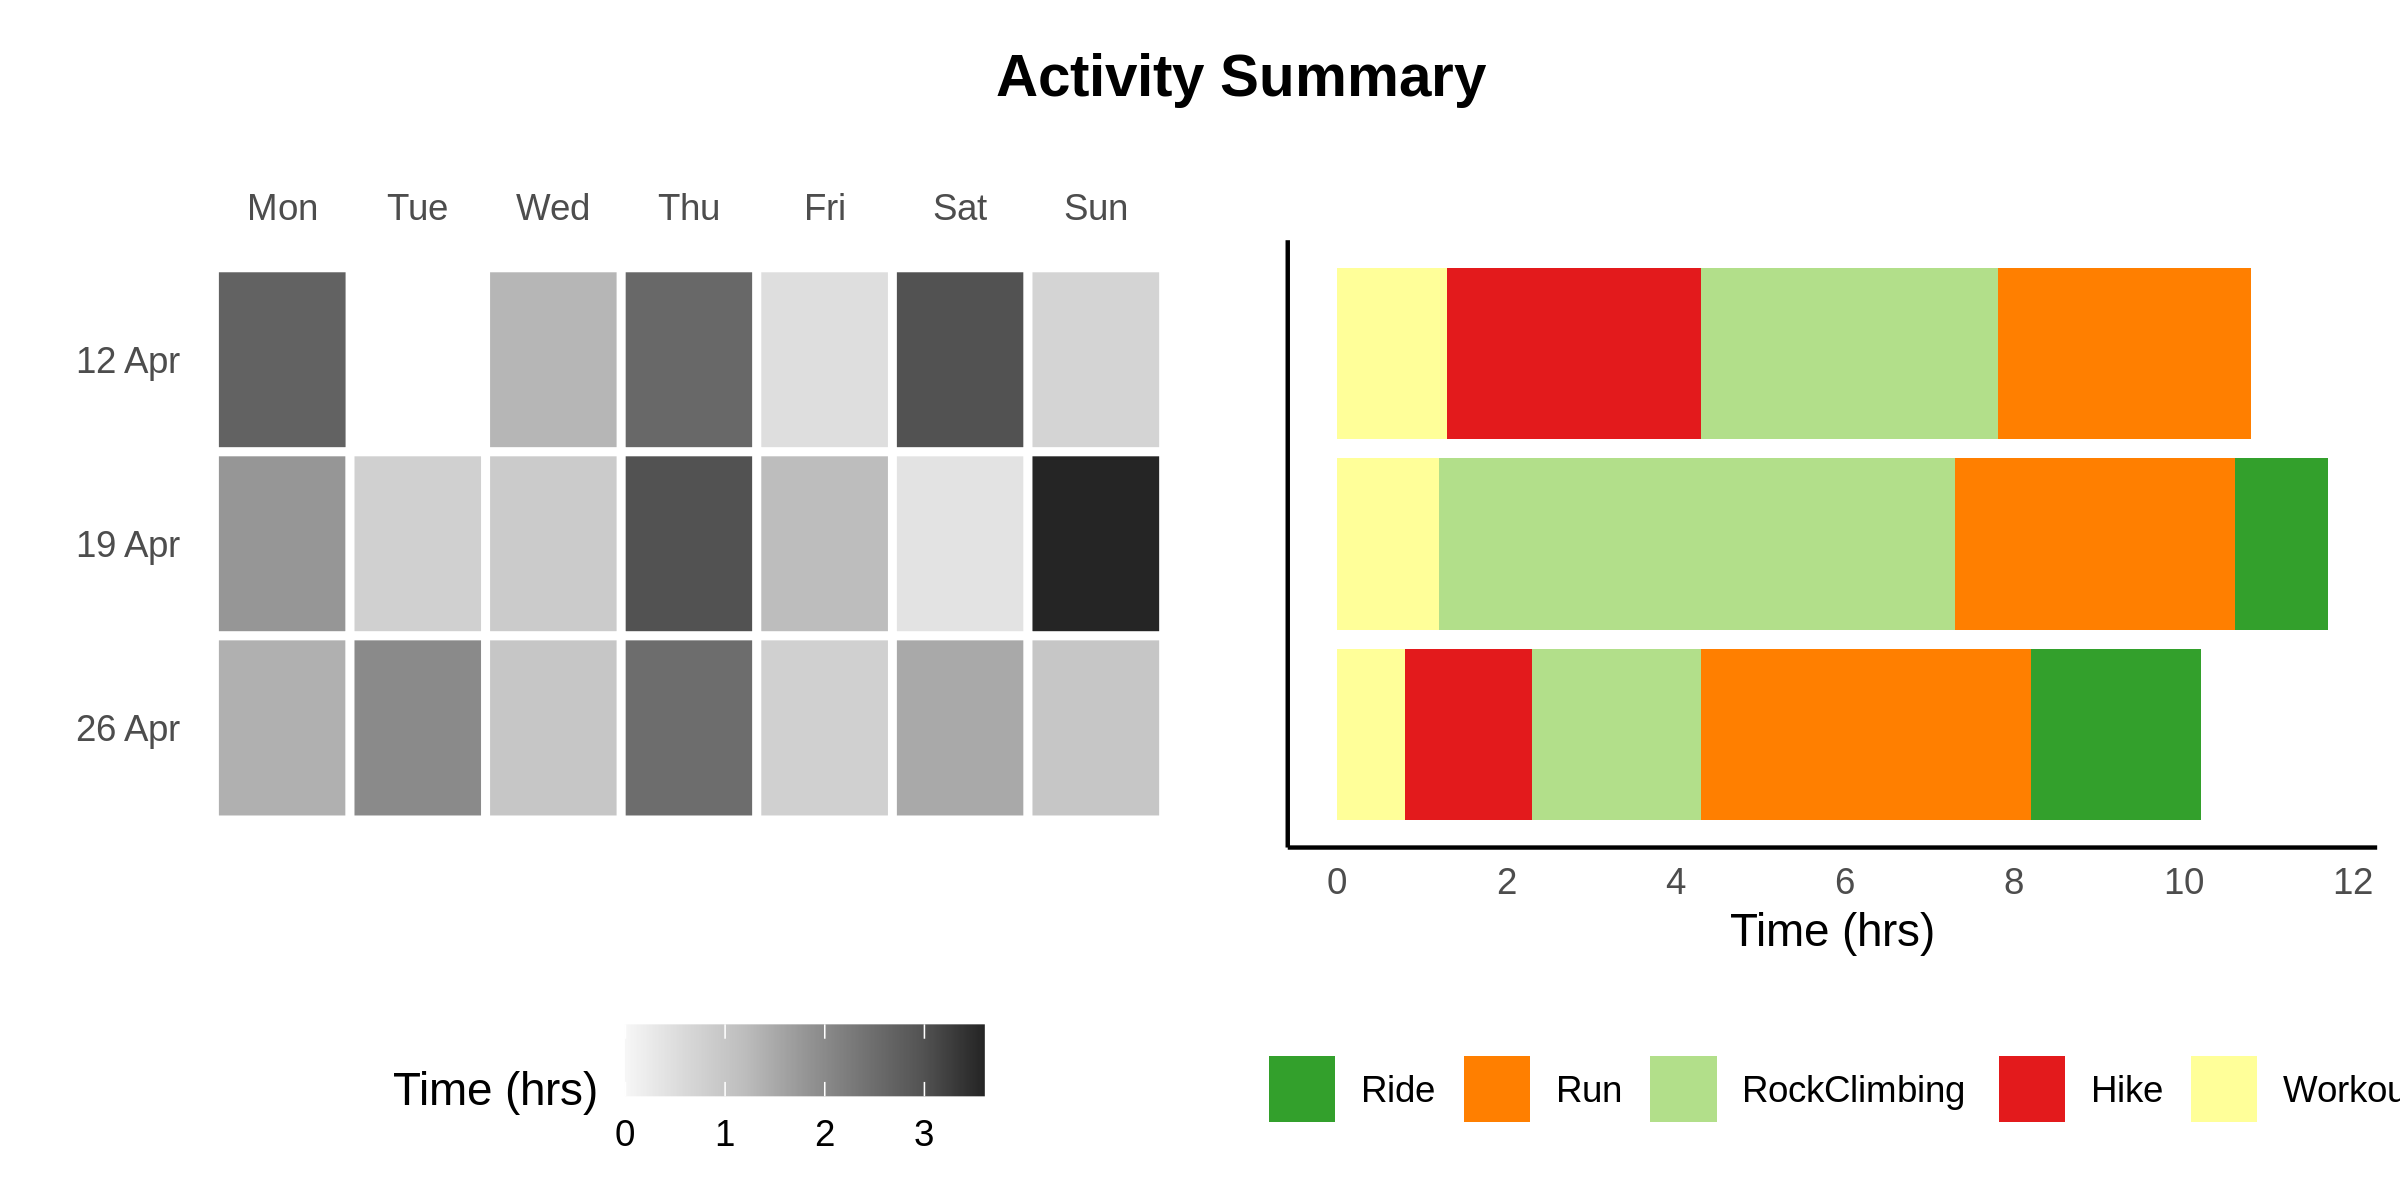 Activity Summary
Mon Tue Wed Thu Fri Sat Sun
12 Apr
19 Apr
26 Apr
0 2 4 6 8 10 12
Time (hrs)
Time (hrs)
0 1 2 3
Ride Run RockClimbing Hike Workou